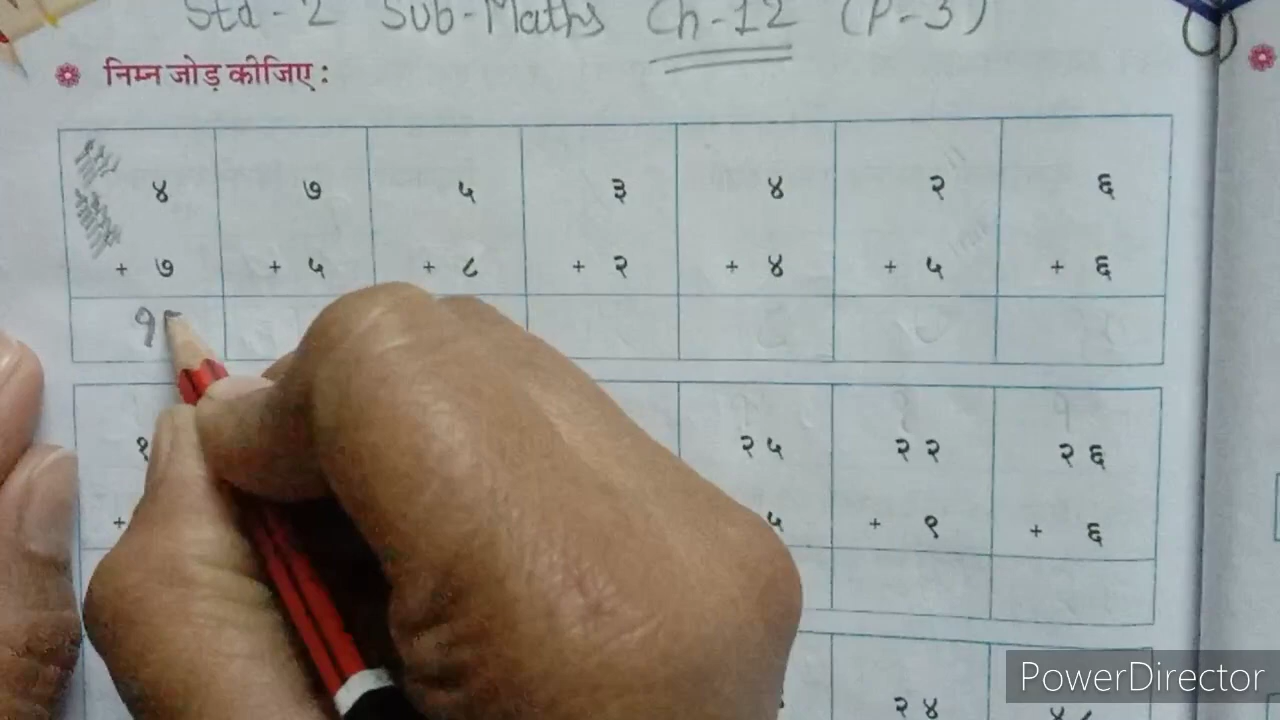 Std - 2 Sub - Maths Ch - 12 (P - 3)
निम्न जोड़ कीजिए :
४ ७ ५ ३ ४ २ ६
+ ७ + ५ + ८ + २ + ४ + ५ + ६
२५ २२ २६
+ ५ + १ + ६
२४
PowerDirector